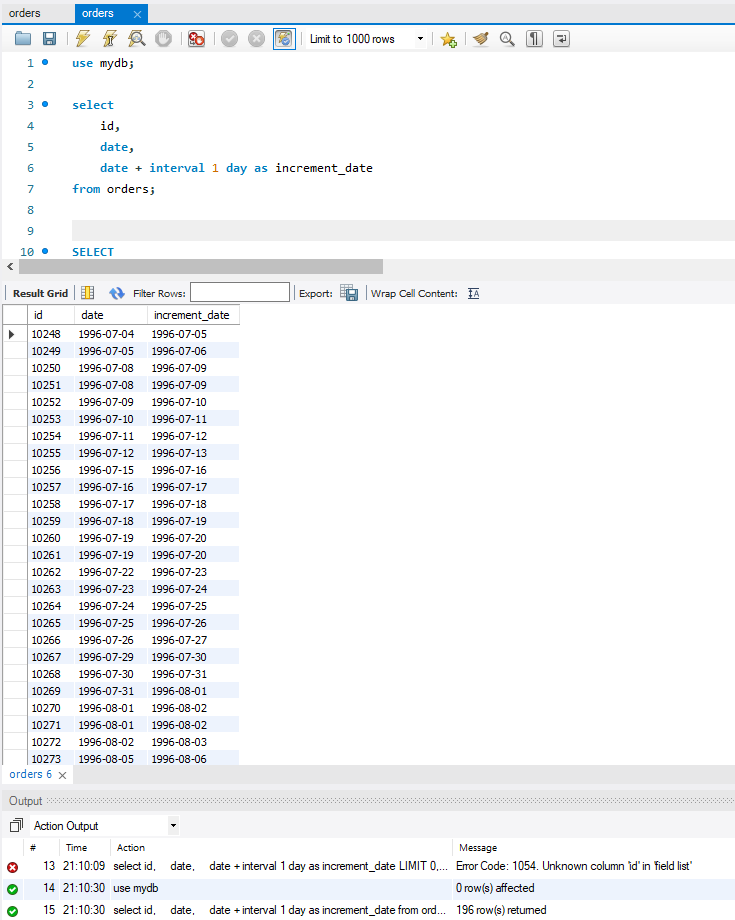 orders orders
Limit to 1000 rows
1 use mydb;
2
3 select
4 id,
5 date,
6 date + interval 1 day as increment_date
7 from orders;
8
9
10 SELECT
Result Grid Filter Rows: Export: Wrap Cell Content:
id date increment_date
10248 1996-07-04 1996-07-05
10249 1996-07-05 1996-07-06
10250 1996-07-08 1996-07-09
10251 1996-07-08 1996-07-09
10252 1996-07-09 1996-07-10
10253 1996-07-10 1996-07-11
10254 1996-07-11 1996-07-12
10255 1996-07-12 1996-07-13
10256 1996-07-15 1996-07-16
10257 1996-07-16 1996-07-17
10258 1996-07-17 1996-07-18
10259 1996-07-18 1996-07-19
10260 1996-07-19 1996-07-20
10261 1996-07-19 1996-07-20
10262 1996-07-22 1996-07-23
10263 1996-07-23 1996-07-24
10264 1996-07-24 1996-07-25
10265 1996-07-25 1996-07-26
10266 1996-07-26 1996-07-27
10267 1996-07-29 1996-07-30
10268 1996-07-30 1996-07-31
10269 1996-07-31 1996-08-01
10270 1996-08-01 1996-08-02
10271 1996-08-01 1996-08-02
10272 1996-08-02 1996-08-03
10273 1996-08-05 1996-08-06
orders 6
Output
Action Output
# Time Action Message
13 21:10:09 select id, date, date + interval 1 day as increment_date LIMIT 0,... Error Code: 1054. Unknown column 'id' in 'field list'
14 21:10:30 use mydb 0 row(s) affected
15 21:10:30 select id, date, date + interval 1 day as increment_date from ord... 196 row(s) returned